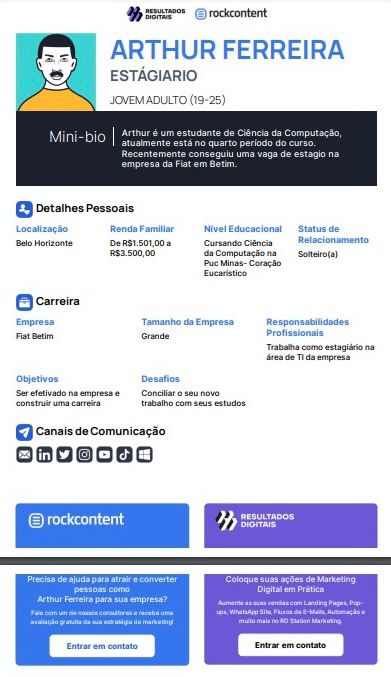 RESULTADOS
DIGITAIS
rockcontent
ARTHUR FERREIRA
ESTÁGIARIO
JOVEM ADULTO (19-25)
Mini-bio
Arthur é um estudante de Ciência da Computação,
atualmente está no quarto período do curso.
Recentemente conseguiu uma vaga de estagio na
empresa da Fiat em Betim.
Detalhes Pessoais
Localização
Belo Horizonte
Renda Familiar
De R$1.501,00 a
R$3.500,00
Nível Educacional
Cursando Ciência
da Computação na
Puc Minas- Coração
Eucarístico
Status de
Relacionamento
Solteiro(a)
Carreira
Empresa
Fiat Betim
Tamanho da Empresa
Grande
Responsabilidades
Profissionais
Trabalha como estagiário na
área de TI da empresa
Objetivos
Ser efetivado na empresa e
construir uma carreira
Desafios
Conciliar o seu novo
trabalho com seus estudos
Canais de Comunicação
rockcontent
RESULTADOS
DIGITAIS
Precisa de ajuda para atrair e converter
pessoas como
Arthur Ferreira para sua empresa?
Fale com um de nossos consultores e receba uma
avaliação gratuita da sua estratégia de marketing!
Entrar em contato
Coloque suas ações de Marketing
Digital em Prática
Aumente as suas vendas com Landing Pages, Pop-
ups, WhatsApp Site, Fluxos de E-Mails, Automação e
muito mais no RD Station Marketing.
Entrar em contato